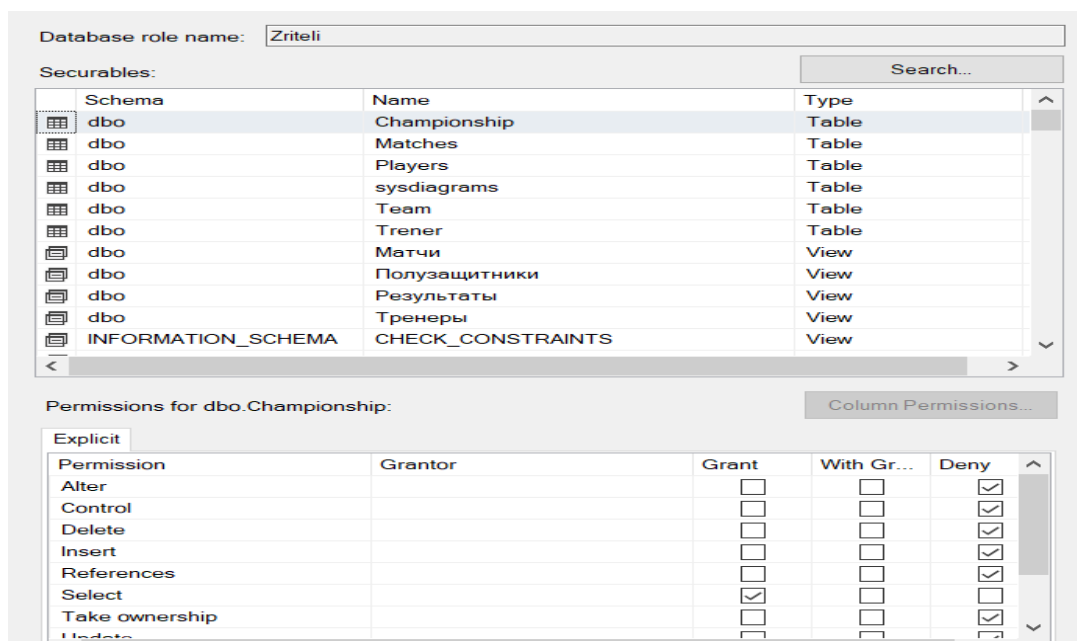 Database role name: Zriteli
Securables: Search...
Schema Name Type
dbo Championship Table
dbo Matches Table
dbo Players Table
dbo sysdiagrams Table
dbo Team Table
dbo Trener Table
dbo Матчи View
dbo Полузащитники View
dbo Результаты View
dbo Тренеры View
INFORMATION_SCHEMA CHECK_CONSTRAINTS View
Permissions for dbo.Championship: Column Permissions...
Explicit
Permission Grantor Grant With Gr... Deny
Alter
Control
Delete
Insert
References
Select
Take ownership
Update